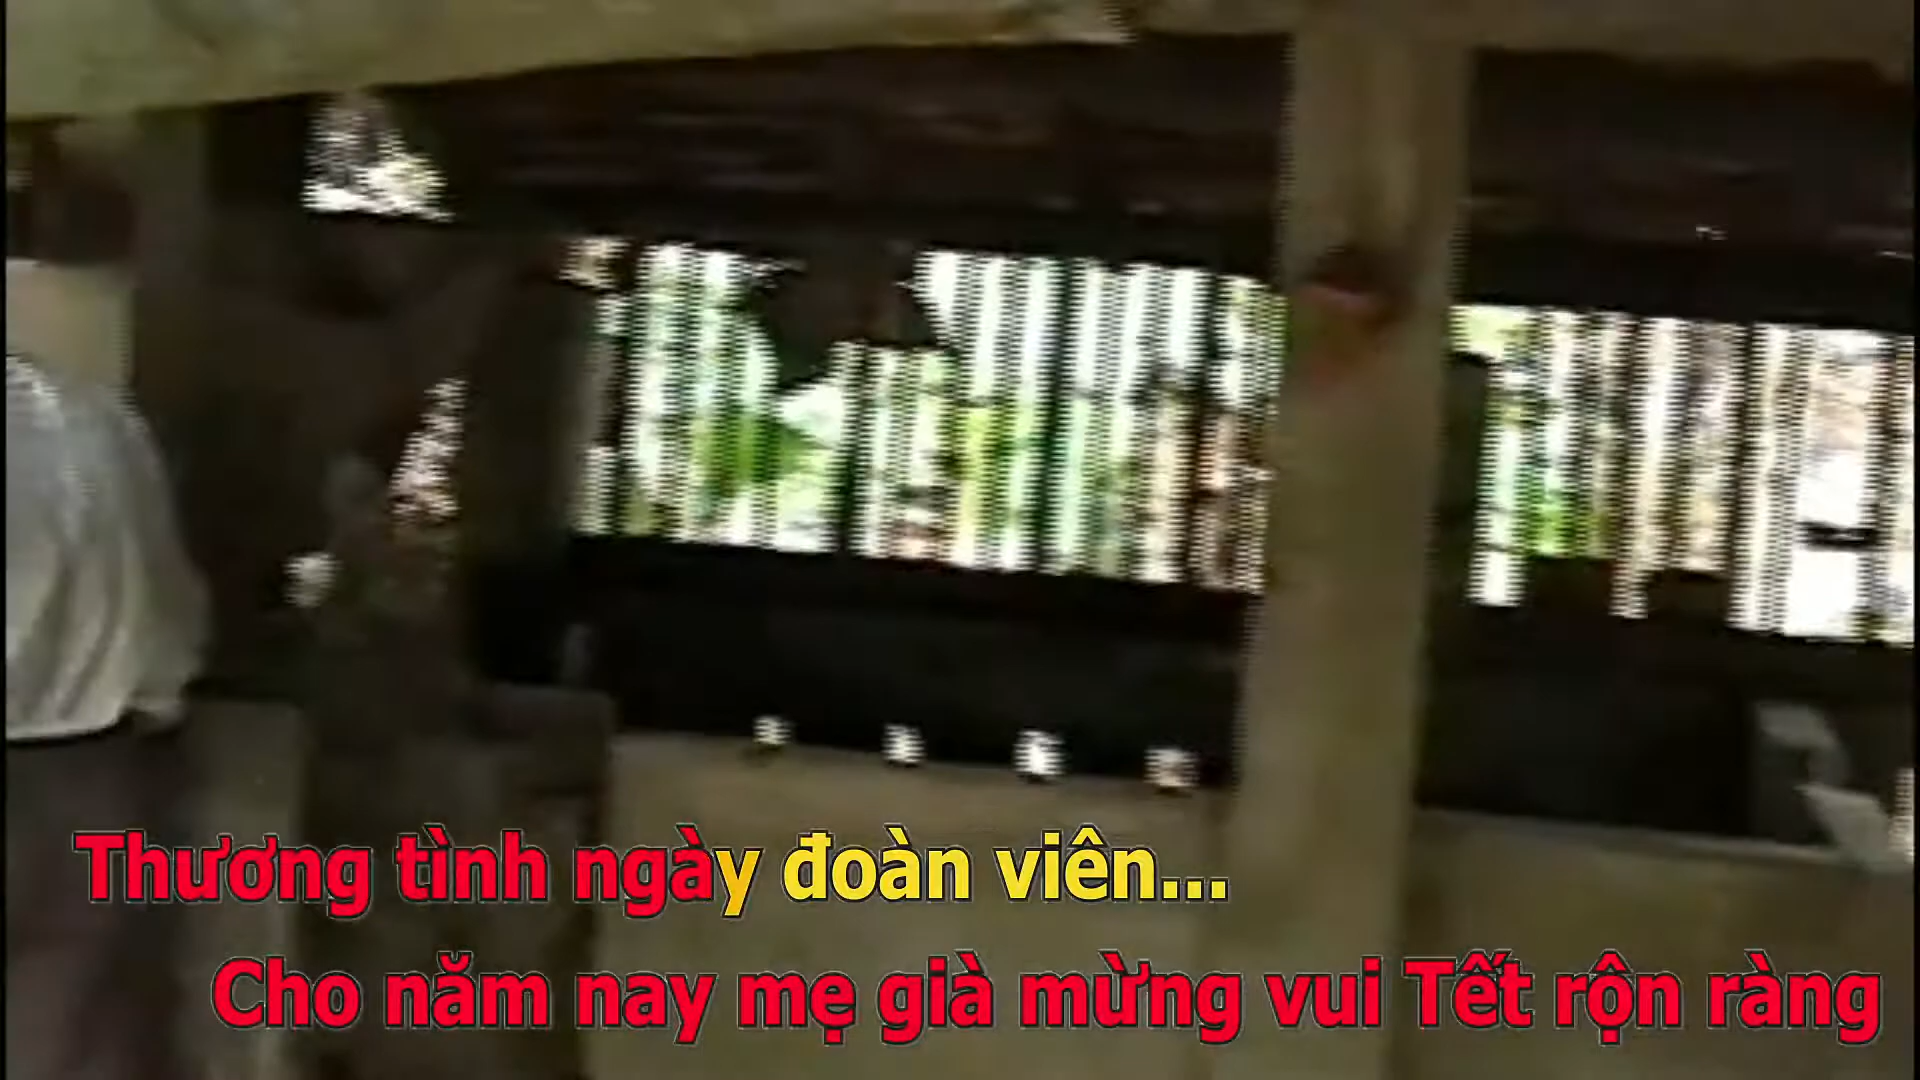 Thương tình ngày đoàn viên...
Cho năm nay mẹ già mừng vui Tết rộn ràng